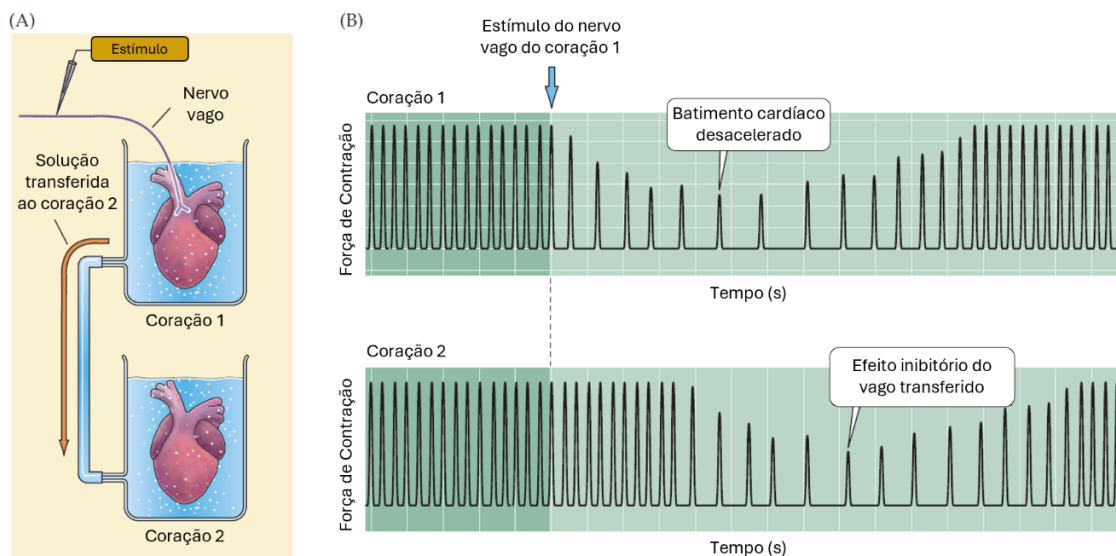 (A)
Estímulo
Nervo
vago
Solução
transferida
ao coração 2
Coração 1
Coração 2
(B)
Estímulo do nervo
vago do coração 1
Coração 1
Batimento cardíaco
desacelerado
Força de Contração
Tempo (s)
Coração 2
Efeito inibitório do
vago transferido
Força de Contração
Tempo (s)